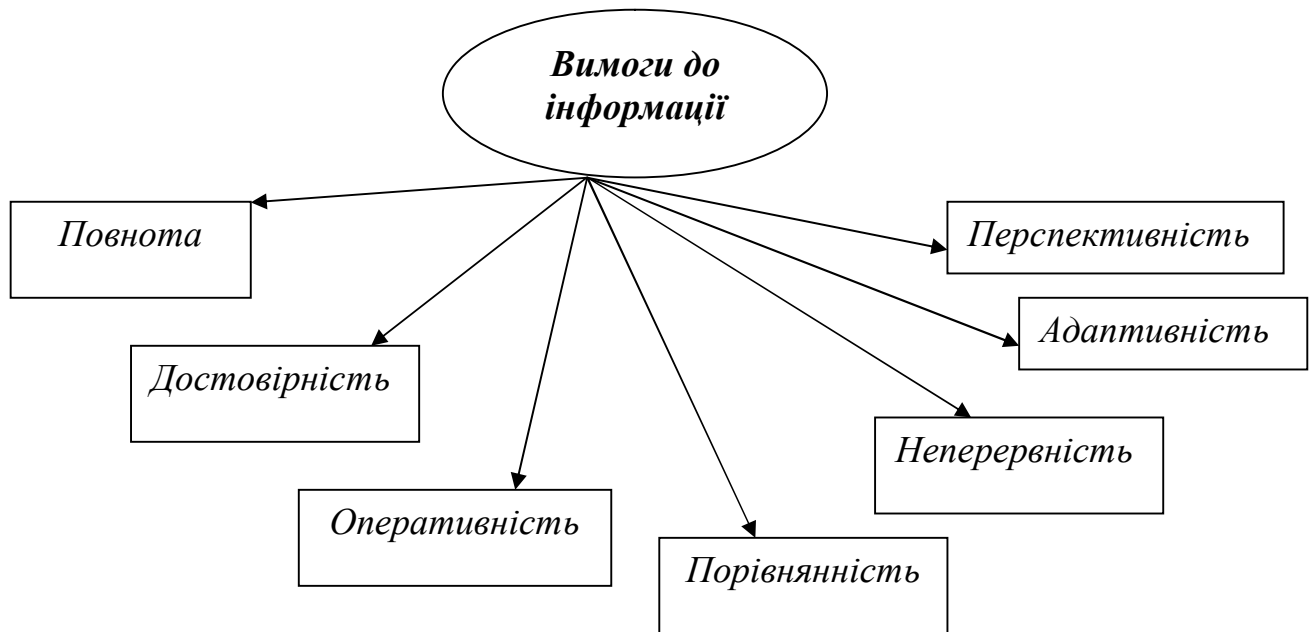 Вимоги до
інформації
Повнота
Перспективність
Адаптивність
Достовірність
Неперервність
Оперативність
Порівнянність